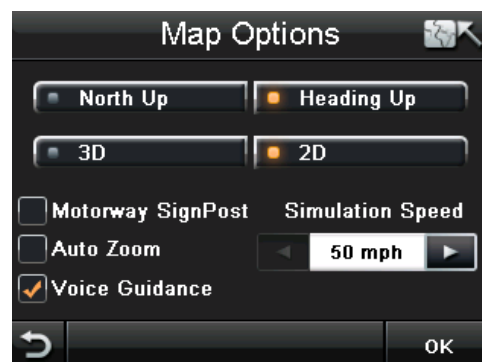 Map Options
North Up Heading Up
3D 2D
Motorway SignPost Simulation Speed
Auto Zoom 50 mph
Voice Guidance
OK